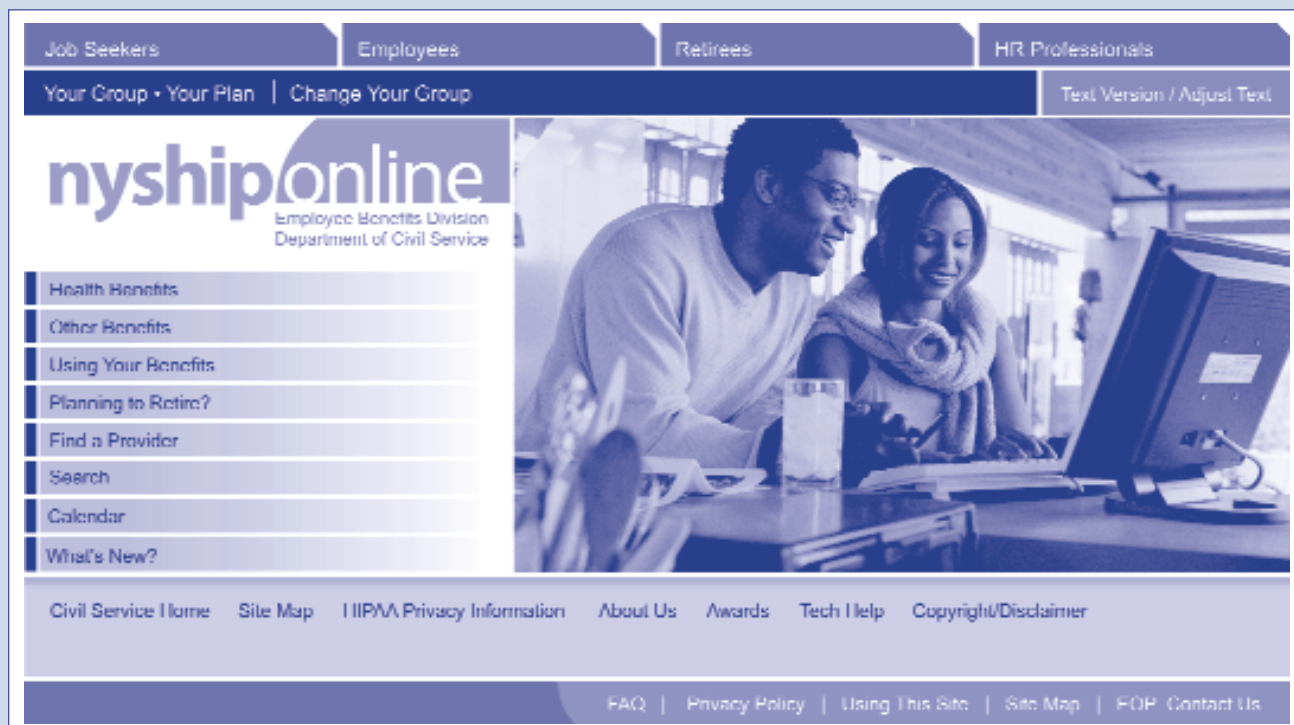 Job Seekers
Employees
Retirees
HR Professionals
Your Group • Your Plan | Change Your Group
Text Version / Adjust Text
nyshiponline
Employee Benefits Division
Department of Civil Service
Health Benefits
Other Benefits
Using Your Benefits
Planning to Retire?
Find a Provider
Search
Calendar
What's New?
Civil Service Home Site Map HIPAA Privacy Information About Us Awards Tech Help Copyright/Disclaimer
FAQ | Privacy Policy | Using This Site | Site Map | EOP Contact Us